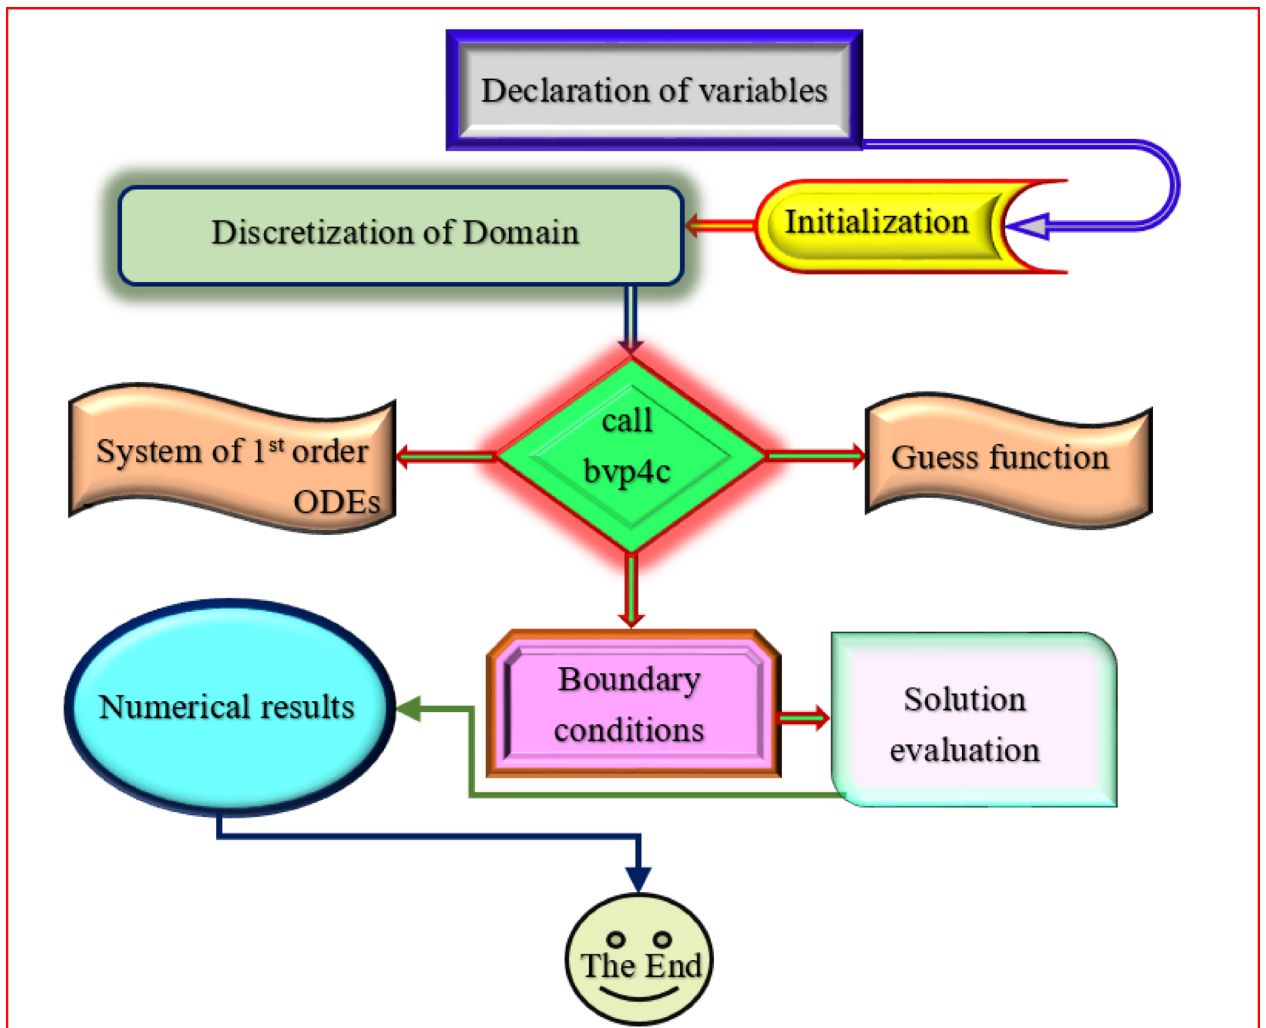 Declaration of variables
Initialization
Discretization of Domain
call
bvp4c
System of 1st order
ODEs
Guess function
Boundary
conditions
Solution
evaluation
Numerical results
The End